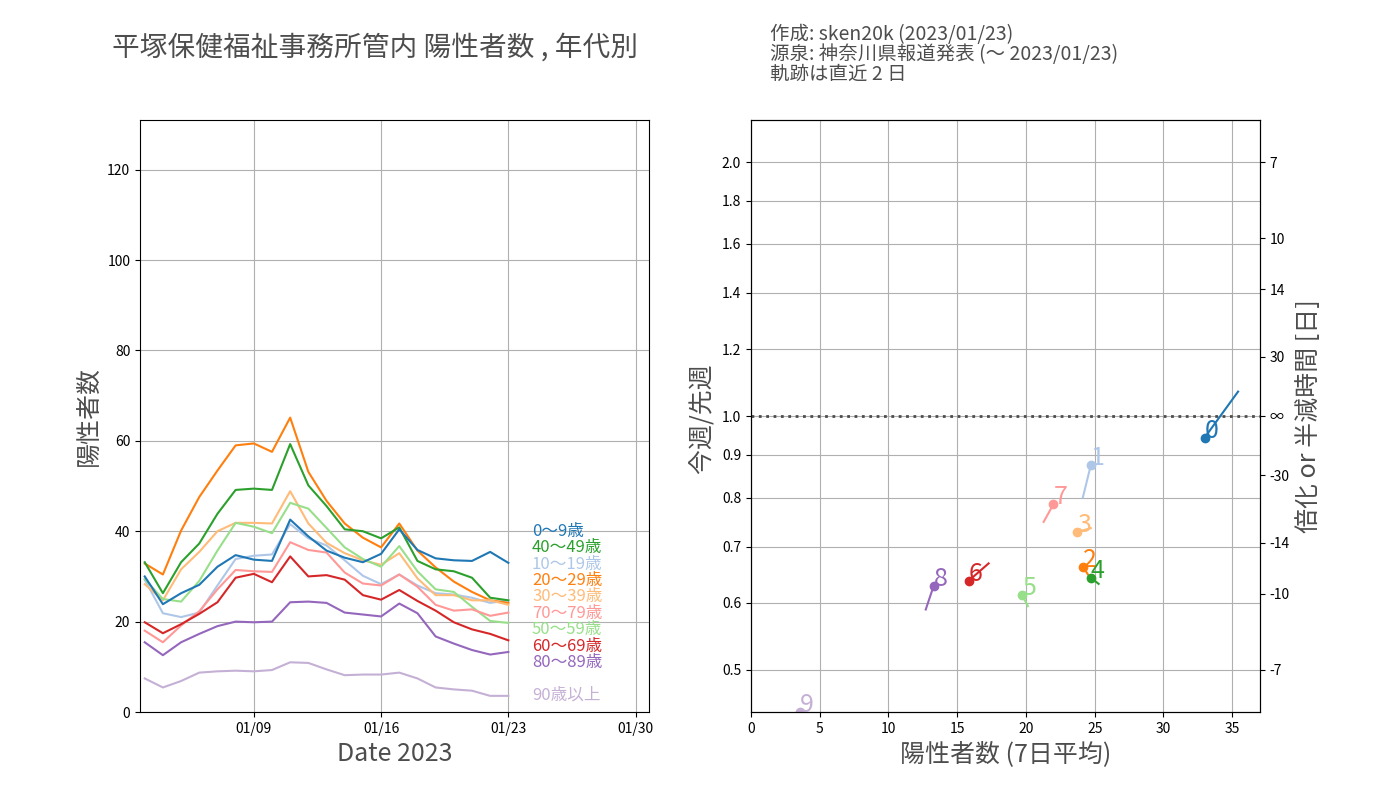 平塚保健福祉事務所管内 陽性者数 , 年代別
作成: sken20k (2023/01/23)
源泉: 神奈川県報道発表 (〜 2023/01/23)
軌跡は直近 2 日
陽性者数
120
100
80
60
40
20
0
01/09
01/16
01/23
01/30
Date 2023
0〜9歳
40〜49歳
10〜19歳
20〜29歳
30〜39歳
70〜79歳
50〜59歳
60〜69歳
80〜89歳
90歳以上
今週/先週
2.0
1.8
1.6
1.4
1.2
1.0
0.9
0.8
0.7
0.6
0.5
0
5
10
15
20
25
30
35
陽性者数 (7日平均)
7
10
14
30
∞
-30
-14
-10
-7
倍化 or 半減時間 [日]
0
1
7
3
2
4
6
8
5
9